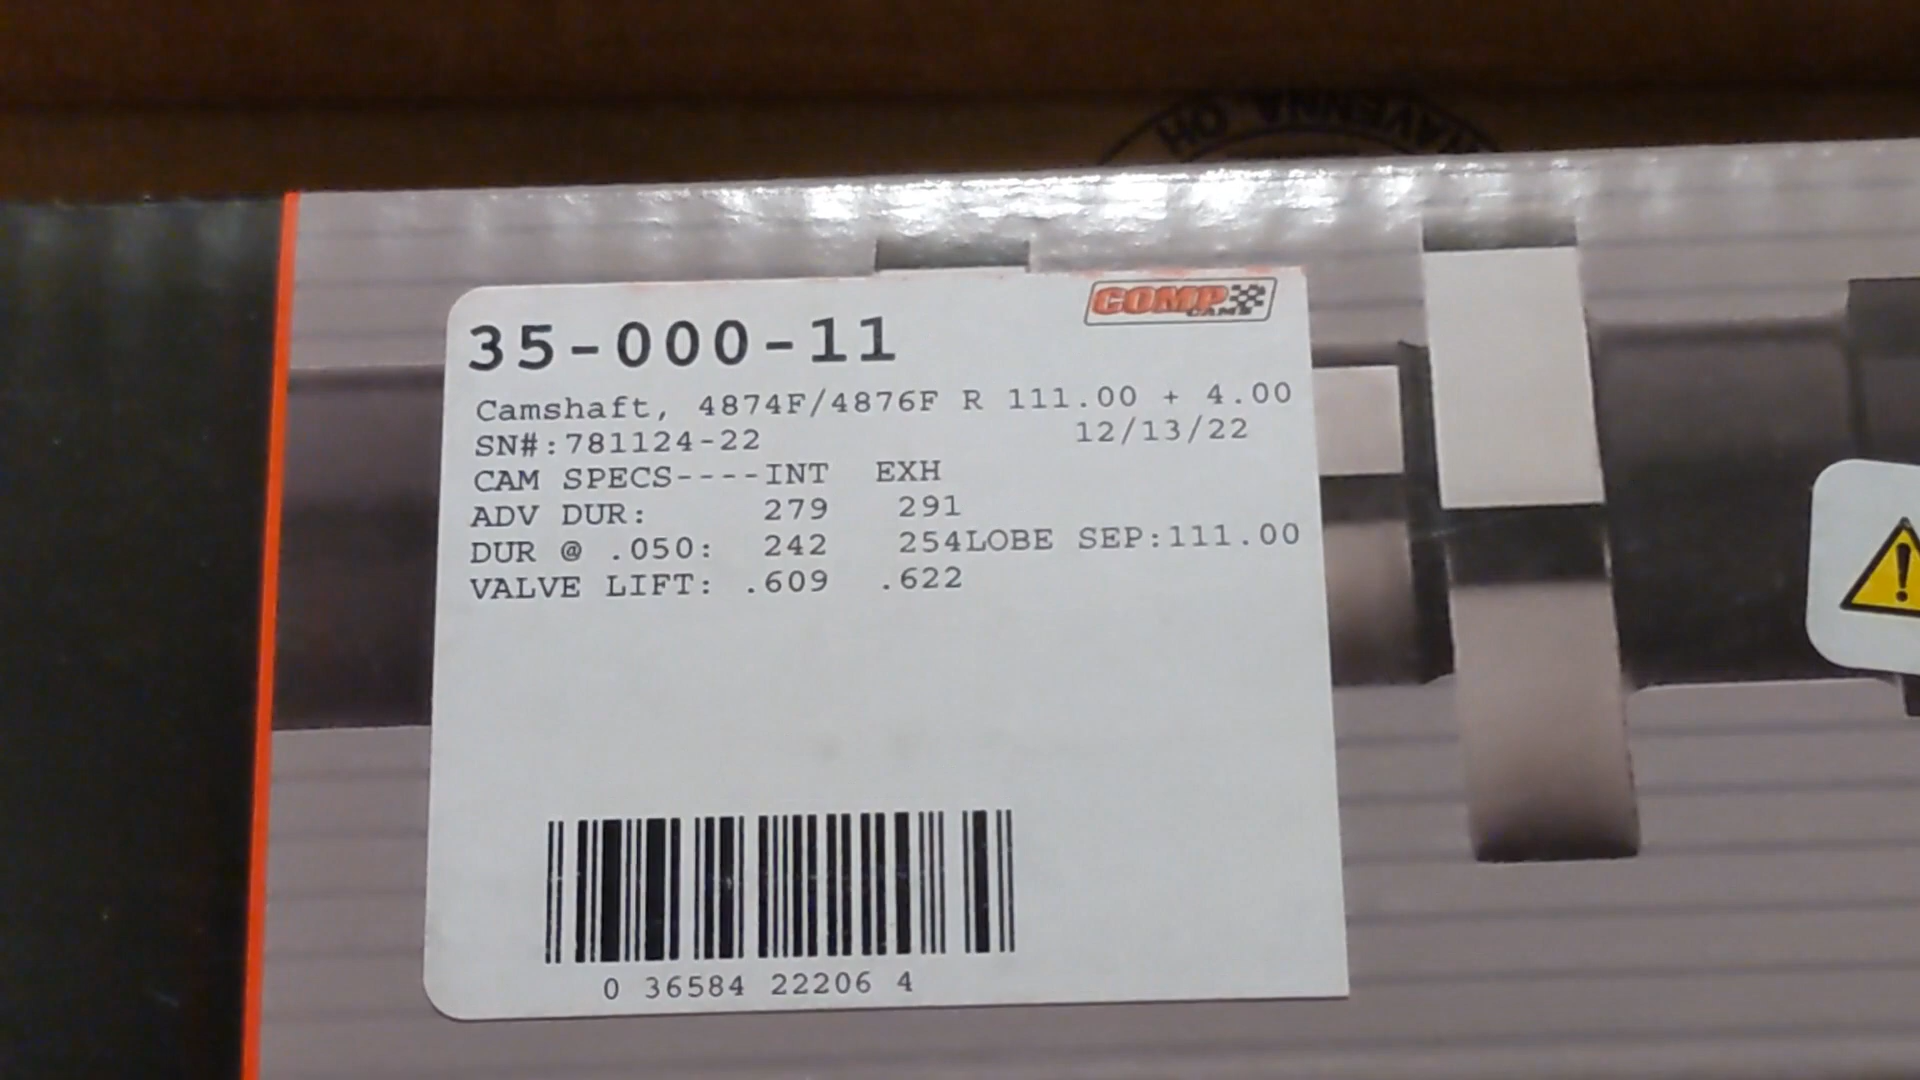 RAVENNA, OH
COMP
CAMS
35-000-11
Camshaft, 4874F/4876F R 111.00 + 4.00
SN#:781124-22 12/13/22
CAM SPECS----INT EXH
ADV DUR: 279 291
DUR @ .050: 242 254LOBE SEP:111.00
VALVE LIFT: .609 .622
0 36584 22206 4